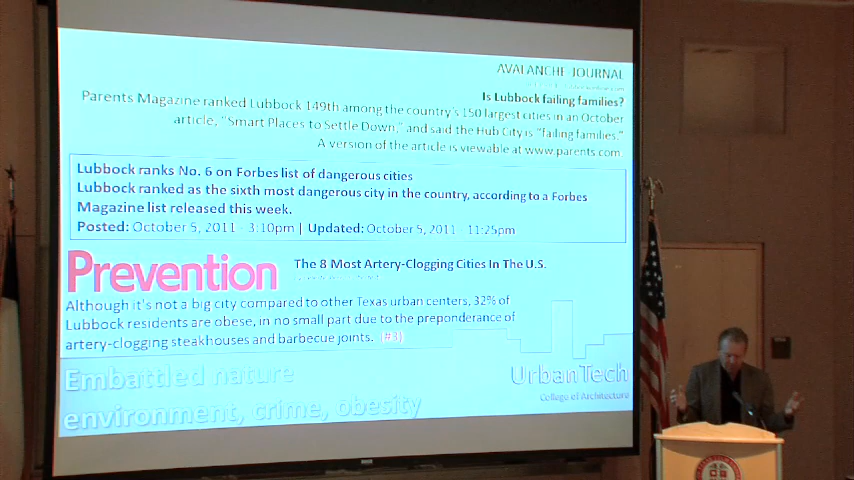 AVALANCHE-JOURNAL
Is Lubbock failing families?
Parents Magazine ranked Lubbock 149th among the country's 150 largest cities in an October
article, "Smart Places to Settle Down," and said the Hub City is "failing families."
A version of the article is viewable at www.parents.com.
Lubbock ranks No. 6 on Forbes list of dangerous cities
Lubbock ranked as the sixth most dangerous city in the country, according to a Forbes
Magazine list released this week.
Posted: October 5, 2011 - 3:10pm | Updated: October 5, 2011 - 11:25pm
Prevention
The 8 Most Artery-Clogging Cities In The U.S.
Although it's not a big city compared to other Texas urban centers, 32% of
Lubbock residents are obese, in no small part due to the preponderance of
artery-clogging steakhouses and barbecue joints. (#3)
Embattled nature
environment, crime, obesity
UrbanTech
College of Architecture